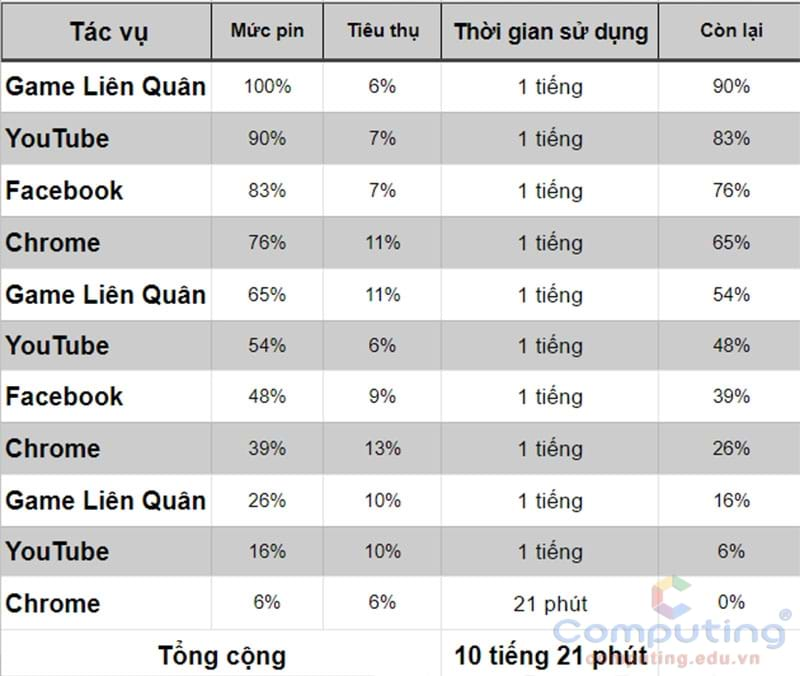 Tác vụ Mức pin Tiêu thụ Thời gian sử dụng Còn lại
Game Liên Quân 100% 6% 1 tiếng 90%
YouTube 90% 7% 1 tiếng 83%
Facebook 83% 7% 1 tiếng 76%
Chrome 76% 11% 1 tiếng 65%
Game Liên Quân 65% 11% 1 tiếng 54%
YouTube 54% 6% 1 tiếng 48%
Facebook 48% 9% 1 tiếng 39%
Chrome 39% 13% 1 tiếng 26%
Game Liên Quân 26% 10% 1 tiếng 16%
YouTube 16% 10% 1 tiếng 6%
Chrome 6% 6% 21 phút 0%
Computing®
Tổng cộng 10 tiếng 21 phút
computing.edu.vn